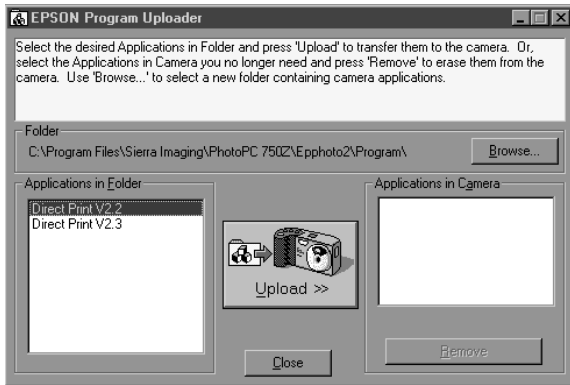 EPSON Program Uploader
Select the desired Applications in Folder and press 'Upload' to transfer them to the camera. Or,
select the Applications in Camera you no longer need and press 'Remove' to erase them from the
camera. Use 'Browse...' to select a new folder containing camera applications.
Folder
C:\Program Files\Sierra Imaging\PhotoPC 750Z\Epphoto2\Program\
Browse...
Applications in Folder
Direct Print V2.2
Direct Print V2.3
Upload >>
Applications in Camera
Remove
Close